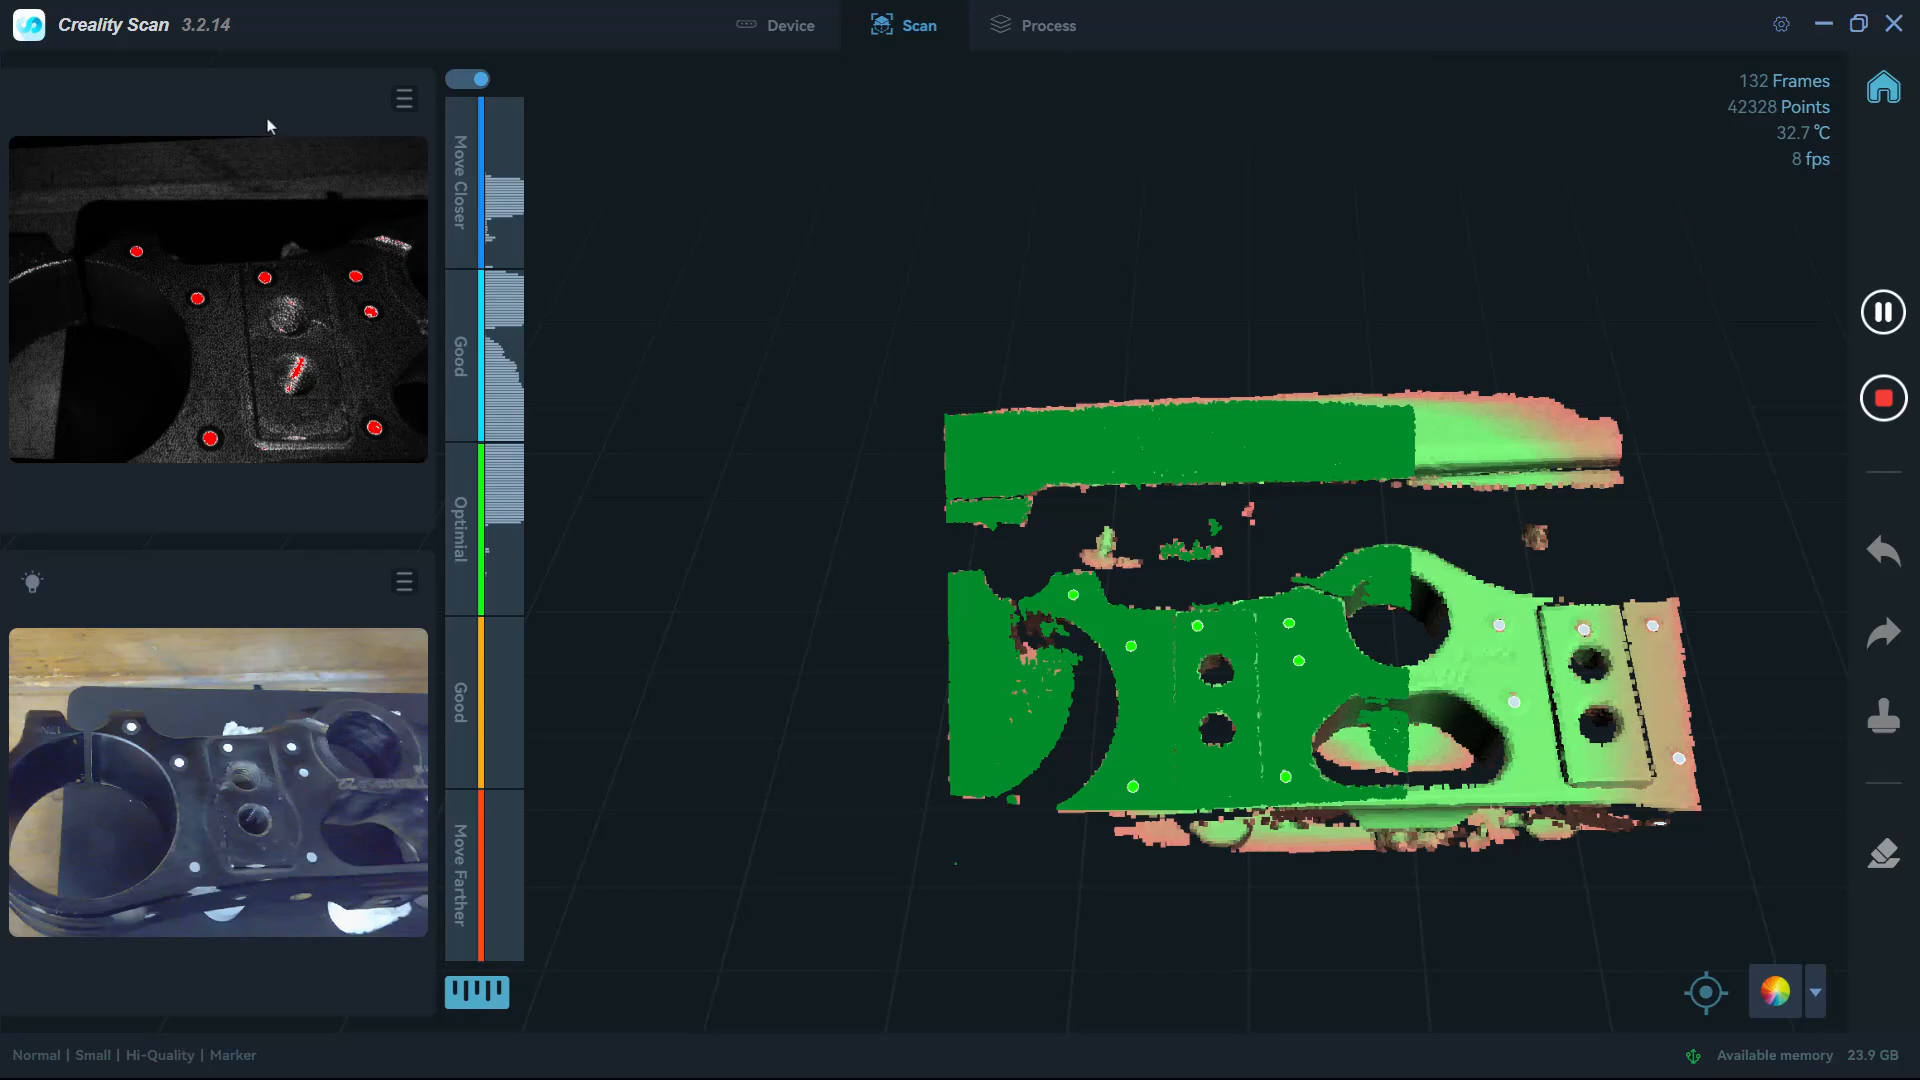 Creality Scan 3.2.14
Device
Scan
Process
132 Frames
42328 Points
32.7 ℃
8 fps
Move Closer
Good
Optimial
Good
Move Farther
Normal | Small | Hi-Quality | Marker
Available memory 23.9 GB